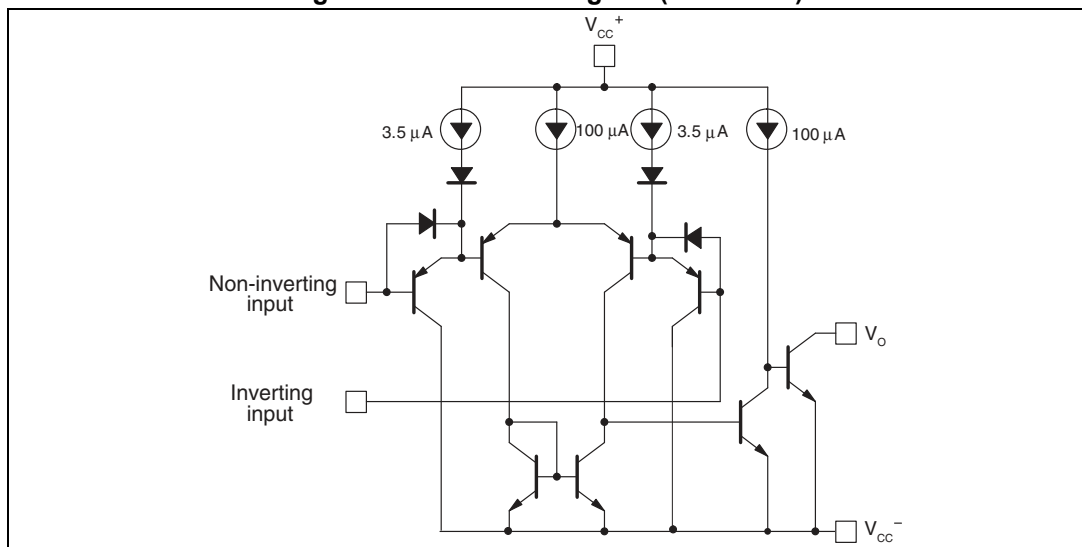 V_CC^+
3.5 μA
100 μA
3.5 μA
100 μA
Non-inverting
input
V_O
Inverting
input
V_CC^-